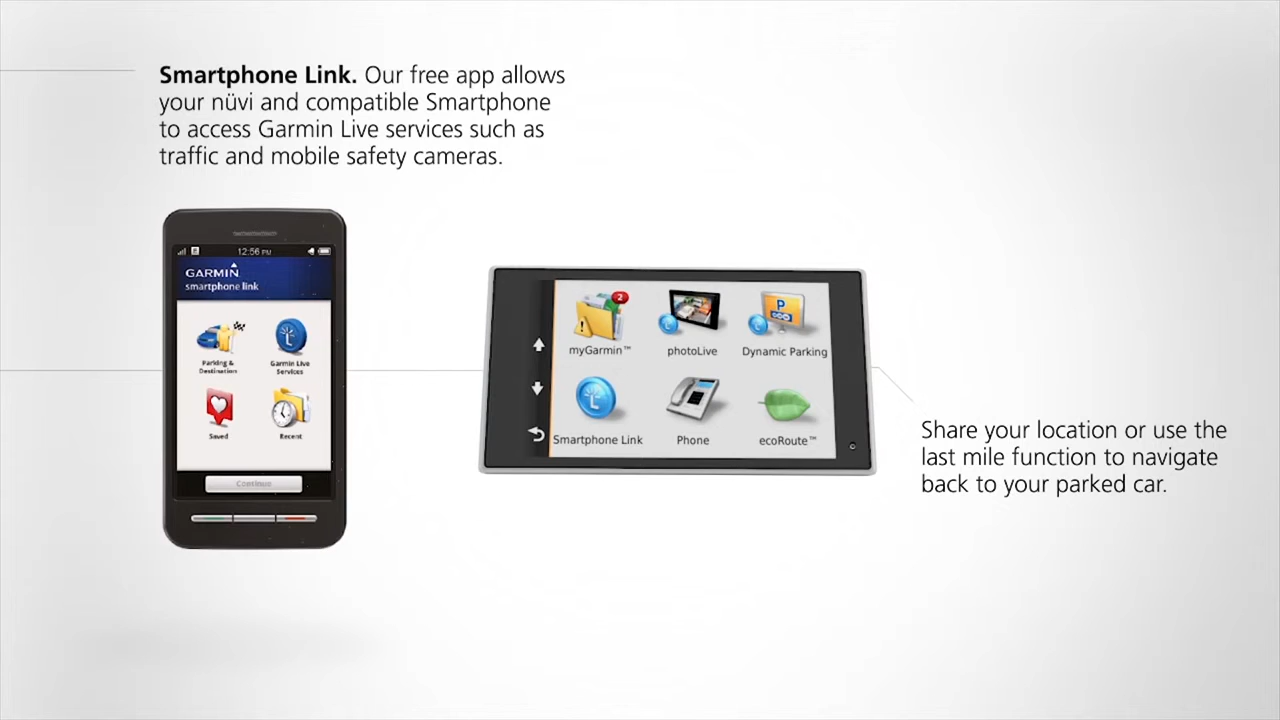 Smartphone Link. Our free app allows
your nüvi and compatible Smartphone
to access Garmin Live services such as
traffic and mobile safety cameras.
12:56 PM
GARMIN
smartphone link
Parking &
Destination
Garmin Live
Services
Saved
Recent
Continue
2
myGarmin™
photoLive
P
Dynamic Parking
Smartphone Link
Phone
ecoRoute™
Share your location or use the
last mile function to navigate
back to your parked car.